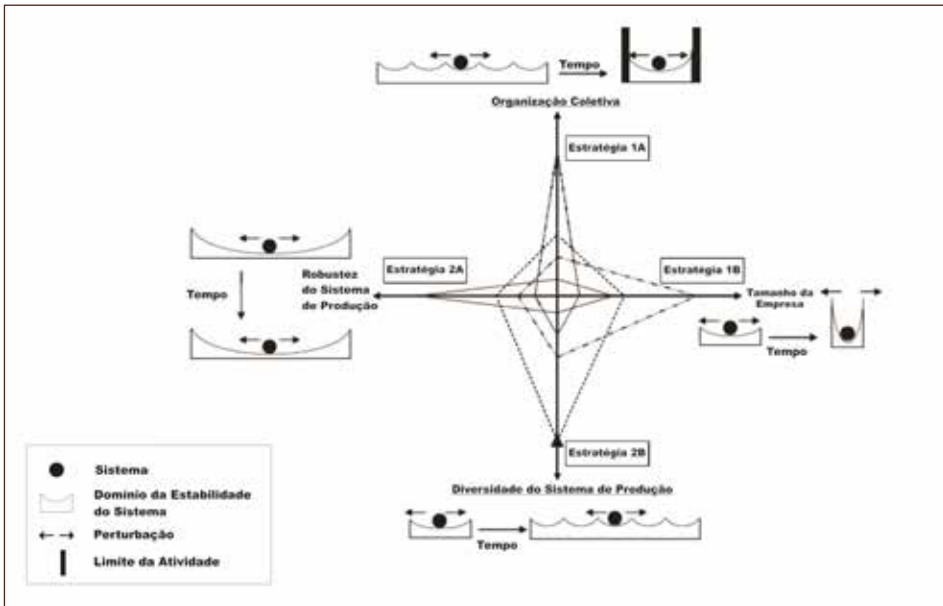 Tempo
Organização Coletiva
Estratégia 1A
Estratégia 2A
Estratégia 1B
Robustez
do Sistema
de Produção
Tempo
Tamanho da
Empresa
Tempo
Estratégia 2B
Diversidade do Sistema de Produção
Tempo
Sistema
Domínio da Estabilidade
do Sistema
Perturbação
Limite da Atividade